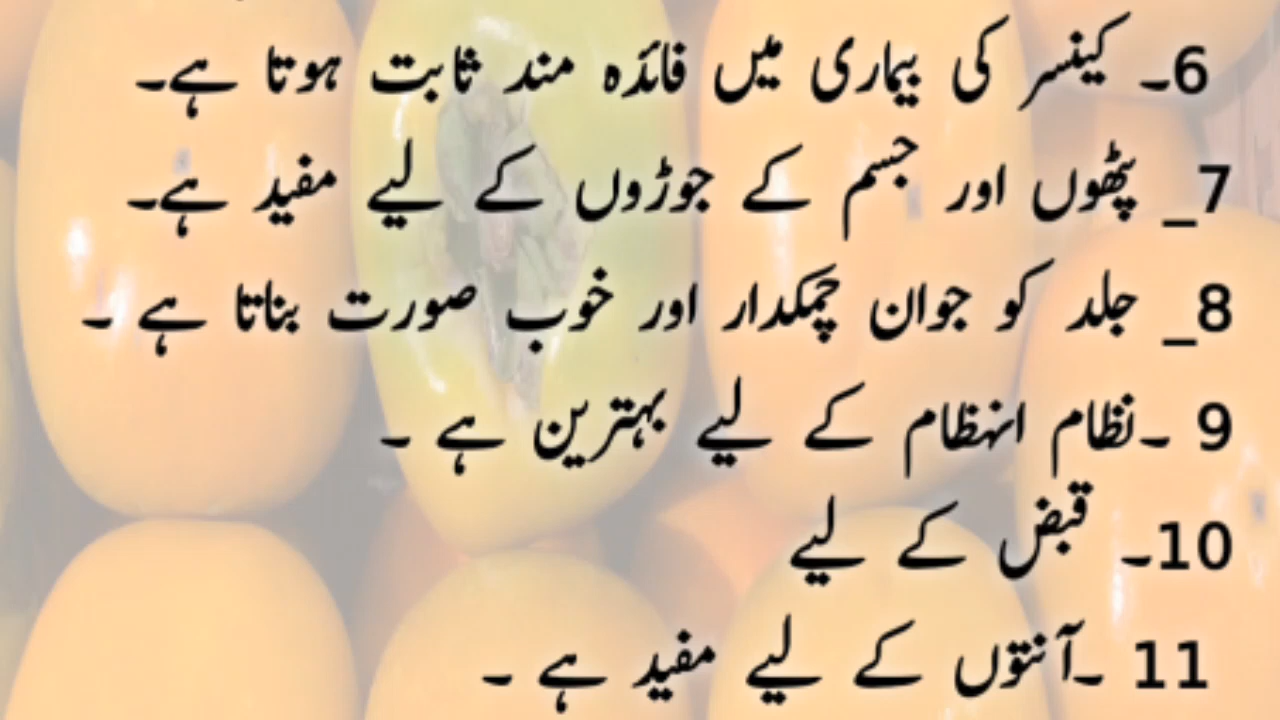 6۔ کینسر کی بیماری میں فائدہ مند ثابت ہوتا ہے۔
7_ پٹھوں اور جسم کے جوڑوں کے لیے مفید ہے۔
8_ جلد کو جوان چمکدار اور خوب صورت بناتا ہے ۔
9 ۔نظام انہظام کے لیے بہترین ہے ۔
10۔ قبض کے لیے
11 ۔آنتوں کے لیے مفید ہے ۔